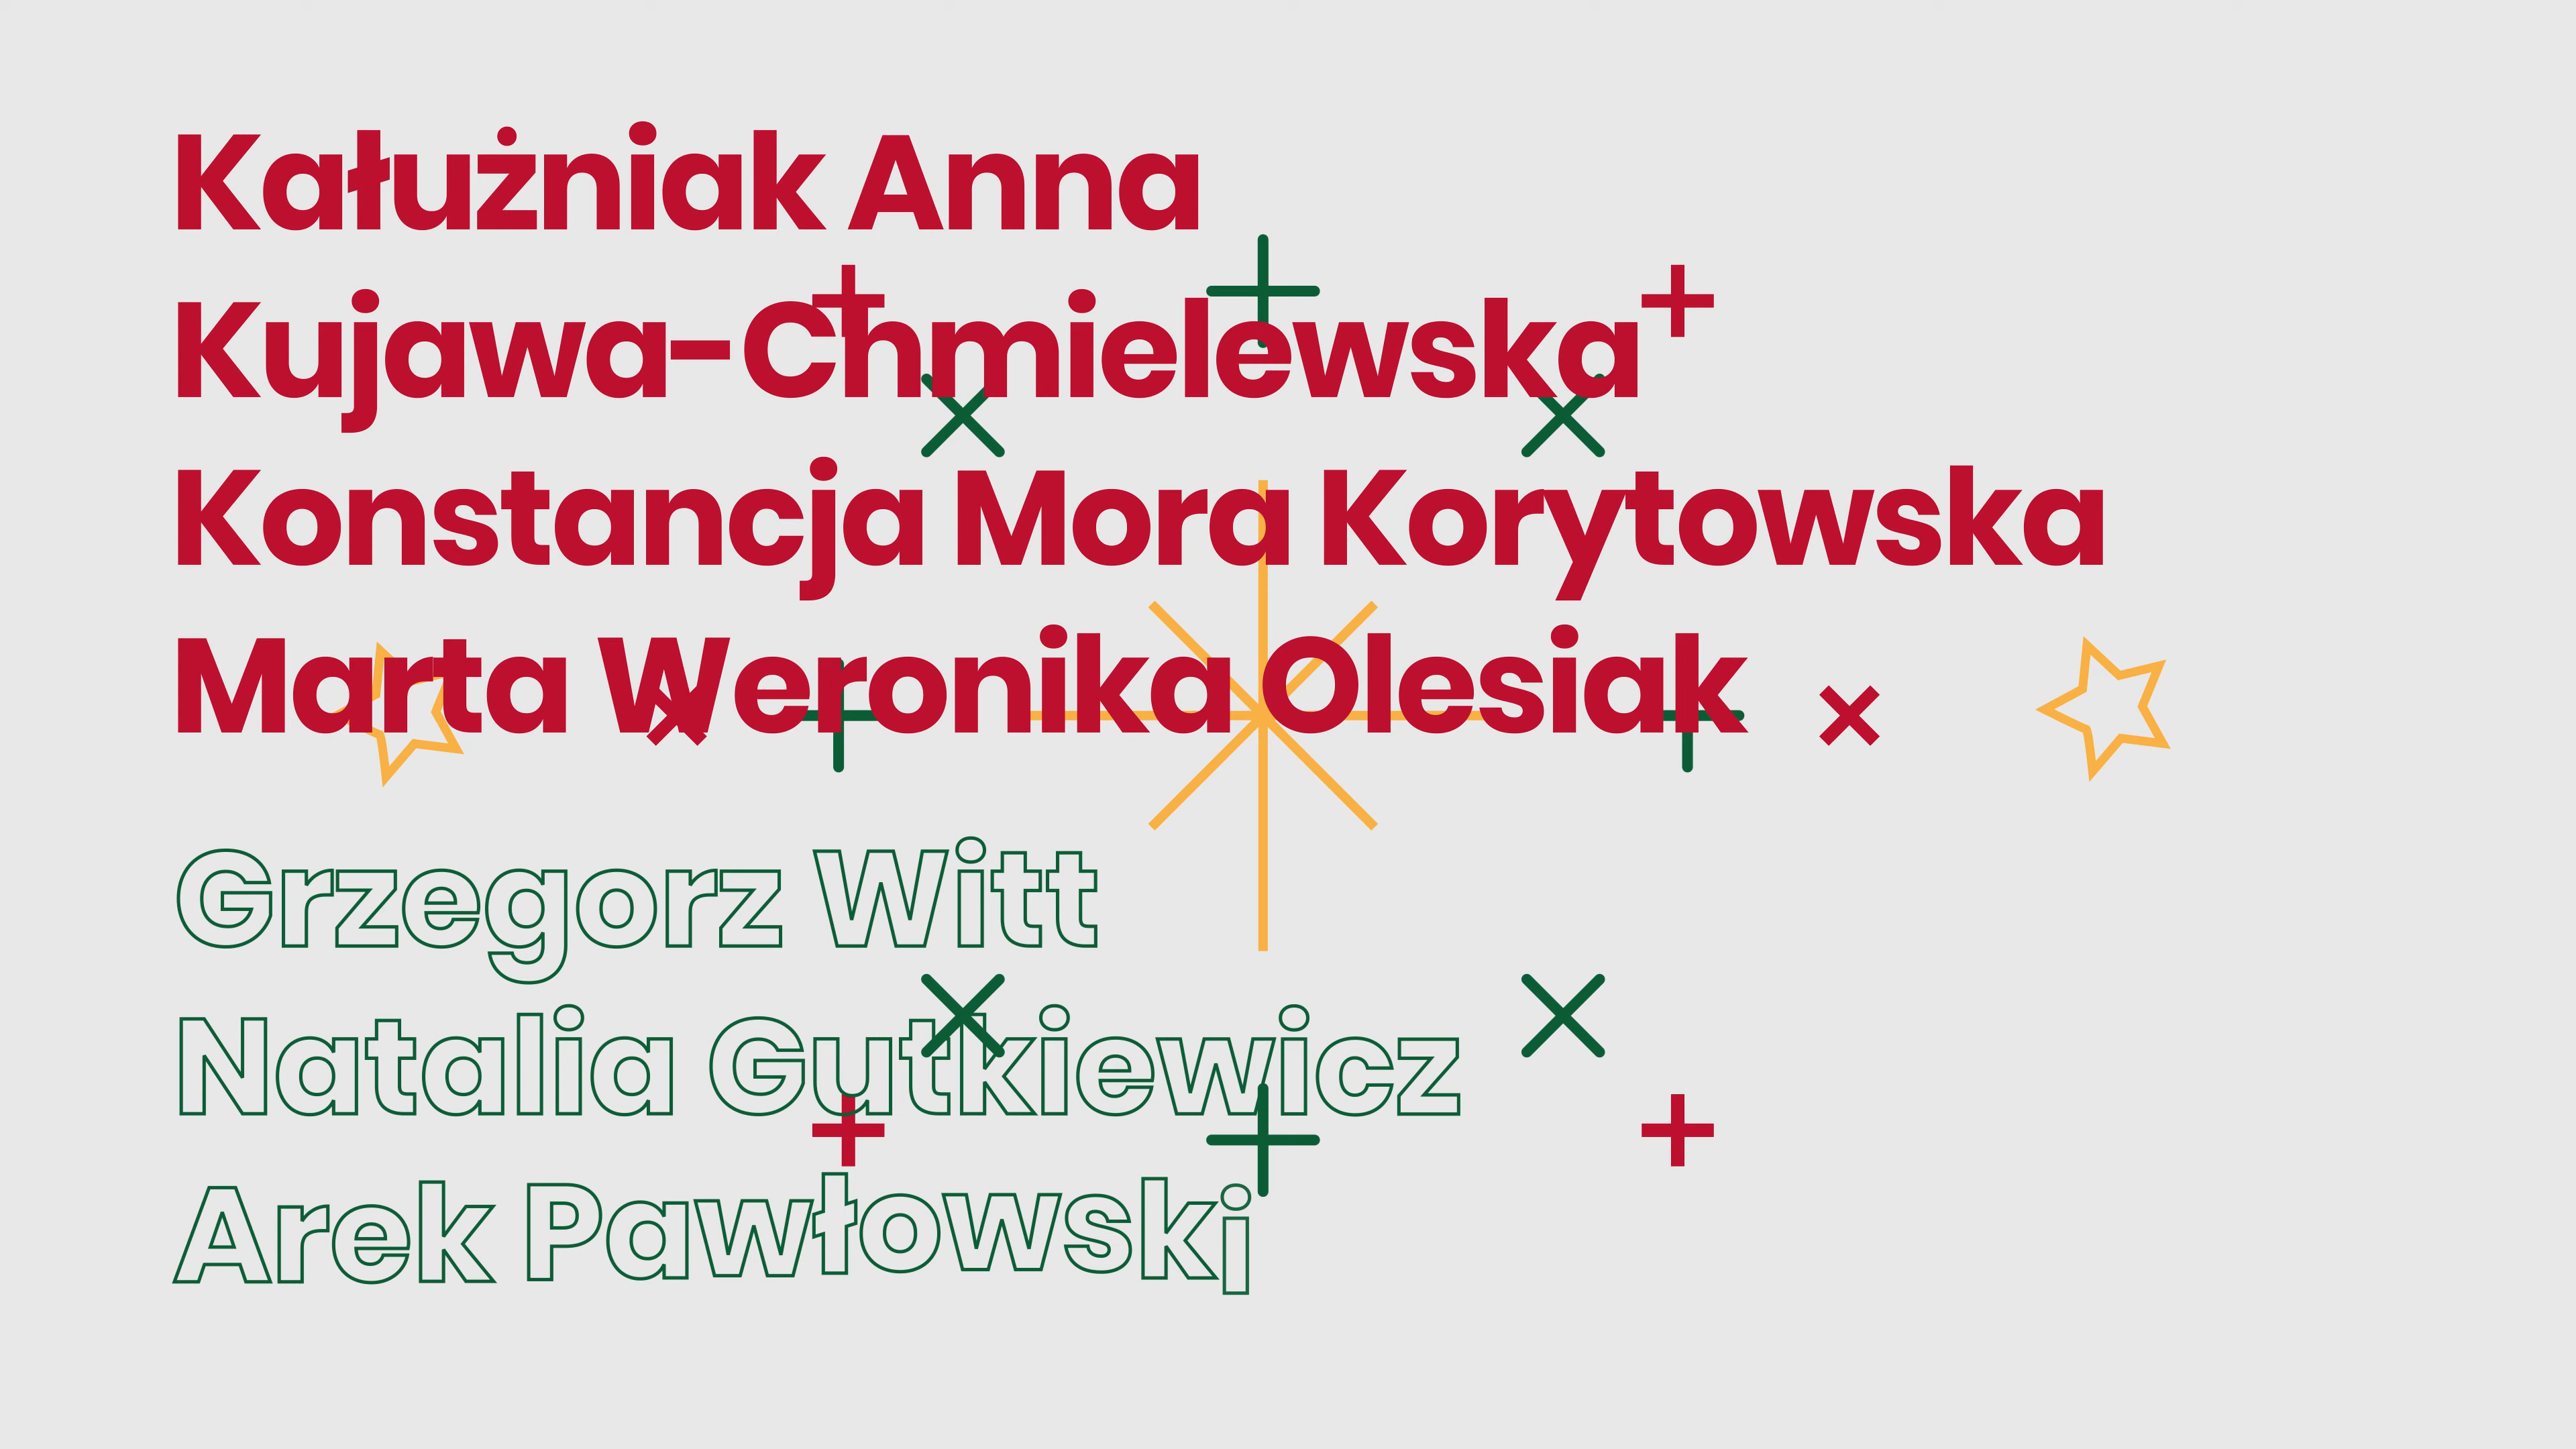 Kałużniak Anna
Kujawa-Chmielewska
Konstancja Mora Korytowska
Marta Weronika Olesiak
Grzegorz Witt
Natalia Gutkiewicz
Arek Pawłowski